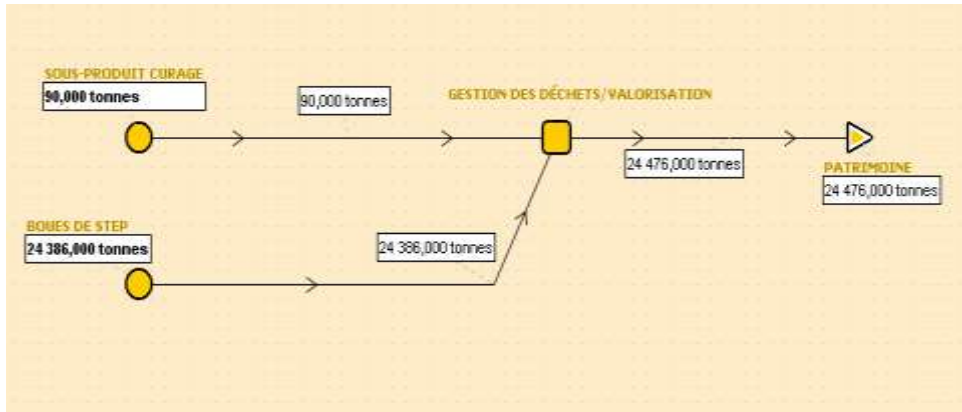 SOUS-PRODUIT CURAGE
90,000 tonnes
90,000 tonnes
GESTION DES DÉCHETS/VALORISATION
24 476,000 tonnes
PATRIMOINE
24 476,000 tonnes
BOUES DE STEP
24 386,000 tonnes
24 386,000 tonnes